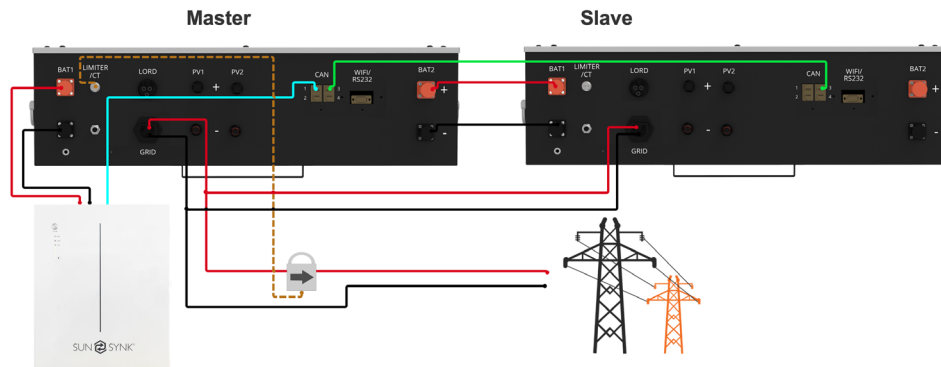 Master
Slave
BAT1
LIMITER
/CT
LORD
PV1
PV2
+
-
GRID
CAN
1
2
3
4
WIFI/
RS232
BAT2
+
-
BAT1
LIMITER
/CT
LORD
PV1
PV2
+
-
GRID
CAN
1
2
3
4
WIFI/
RS232
BAT2
+
-
SUN SYNK